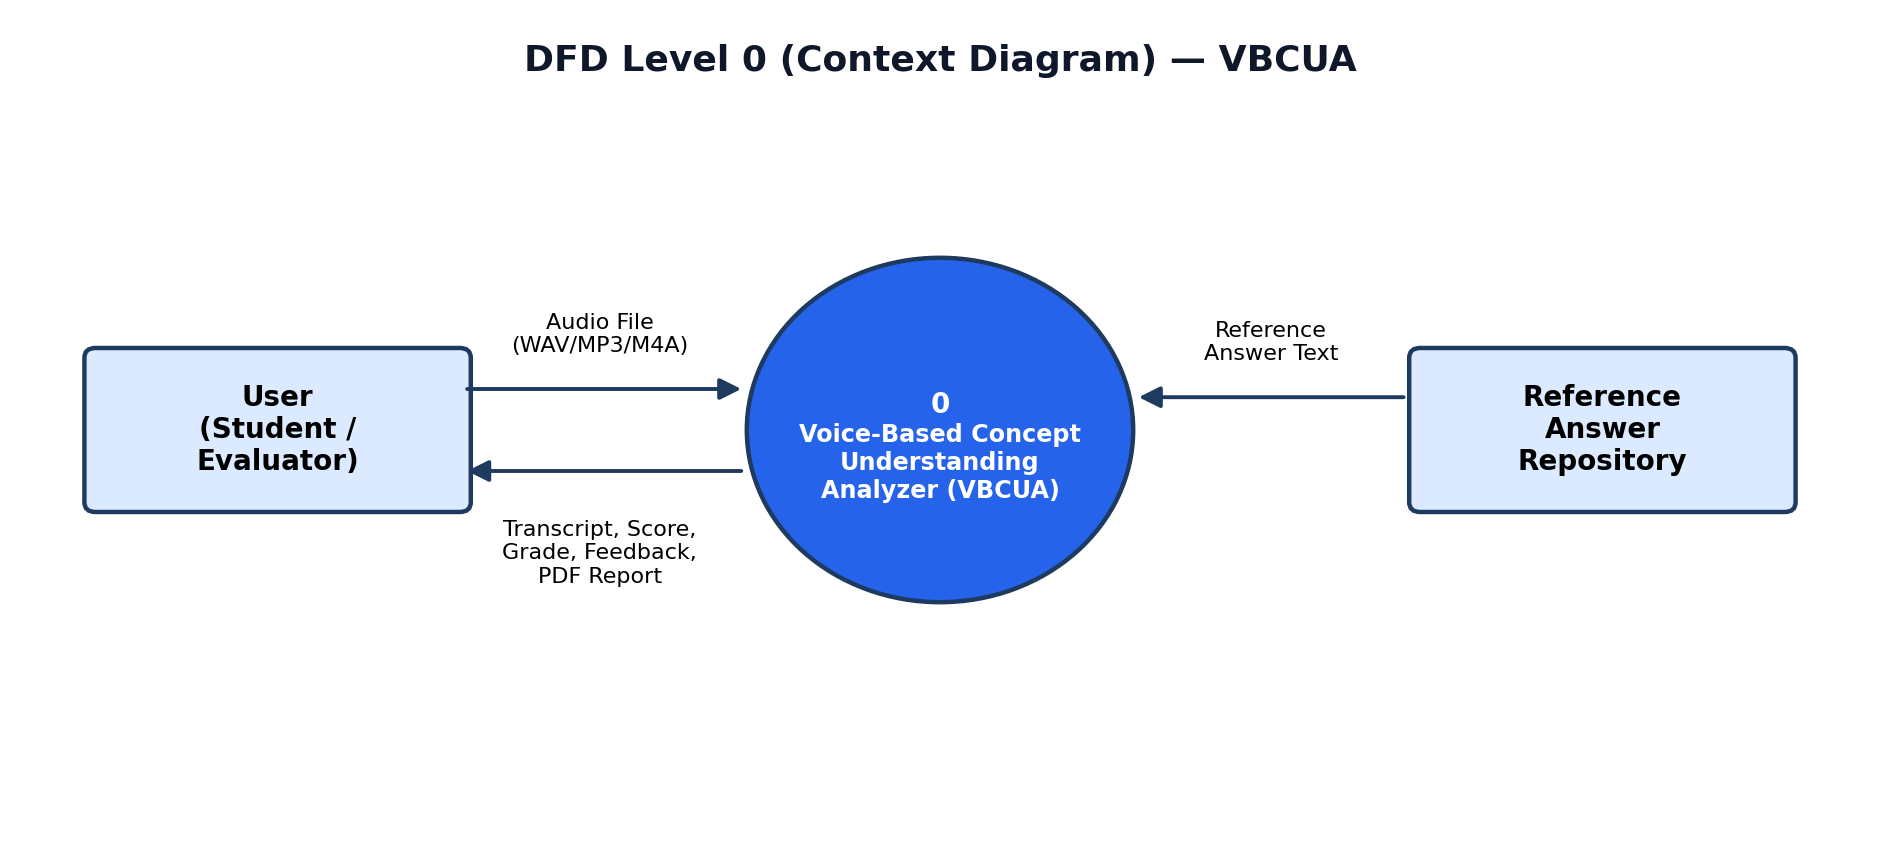 DFD Level 0 (Context Diagram) — VBCUA
Audio File
(WAV/MP3/M4A)
User
(Student /
Evaluator)
Transcript, Score,
Grade, Feedback,
PDF Report
0
Voice-Based Concept
Understanding
Analyzer (VBCUA)
Reference
Answer Text
Reference
Answer
Repository